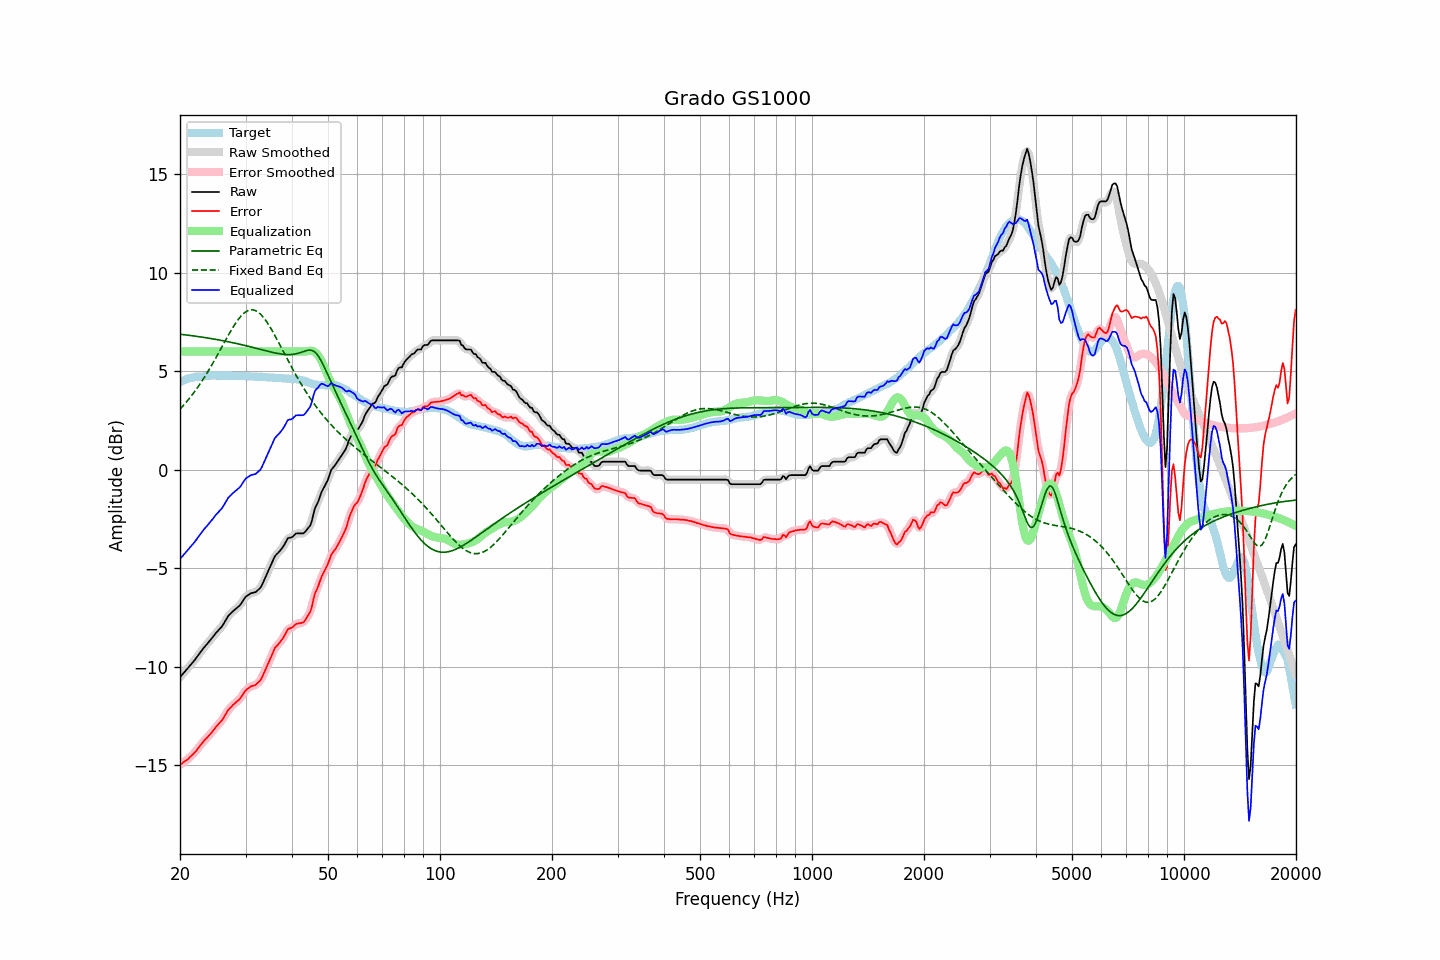 Grado GS1000
Target
Raw Smoothed
Error Smoothed
Raw
Error
Equalization
Parametric Eq
Fixed Band Eq
Equalized
Amplitude (dBr)
15
10
5
0
−5
−10
−15
20 50 100 200 500 1000 2000 5000 10000 20000
Frequency (Hz)